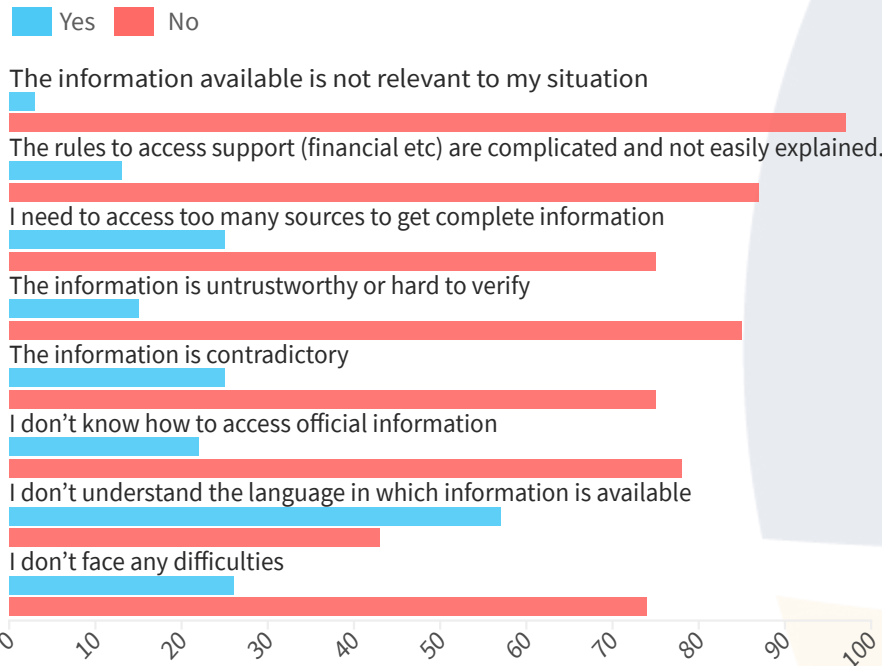 Yes No
The information available is not relevant to my situation
The rules to access support (financial etc) are complicated and not easily explained.
I need to access too many sources to get complete information
The information is untrustworthy or hard to verify
The information is contradictory
I don’t know how to access official information
I don’t understand the language in which information is available
I don’t face any difficulties
0 10 20 30 40 50 60 70 80 90 100